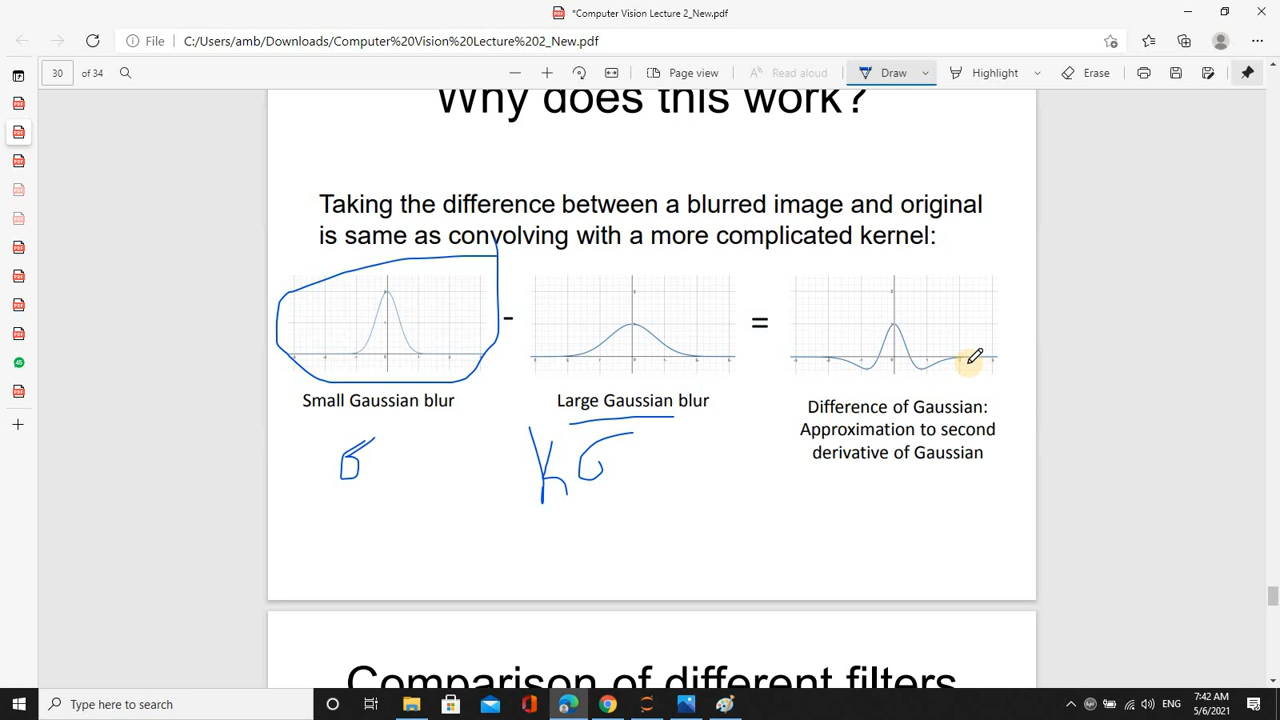 *Computer Vision Lecture 2_New.pdf
File C:/Users/amb/Downloads/Computer%20Vision%20Lecture%202_New.pdf
30 of 34 Page view Read aloud Draw Highlight Erase
Why does this work?
Taking the difference between a blurred image and original
is same as convolving with a more complicated kernel:
- =
Small Gaussian blur
Large Gaussian blur
Difference of Gaussian:
Approximation to second
derivative of Gaussian
σ
Kσ
Comparison of different filters
Type here to search
ENG
7:42 AM
5/6/2021